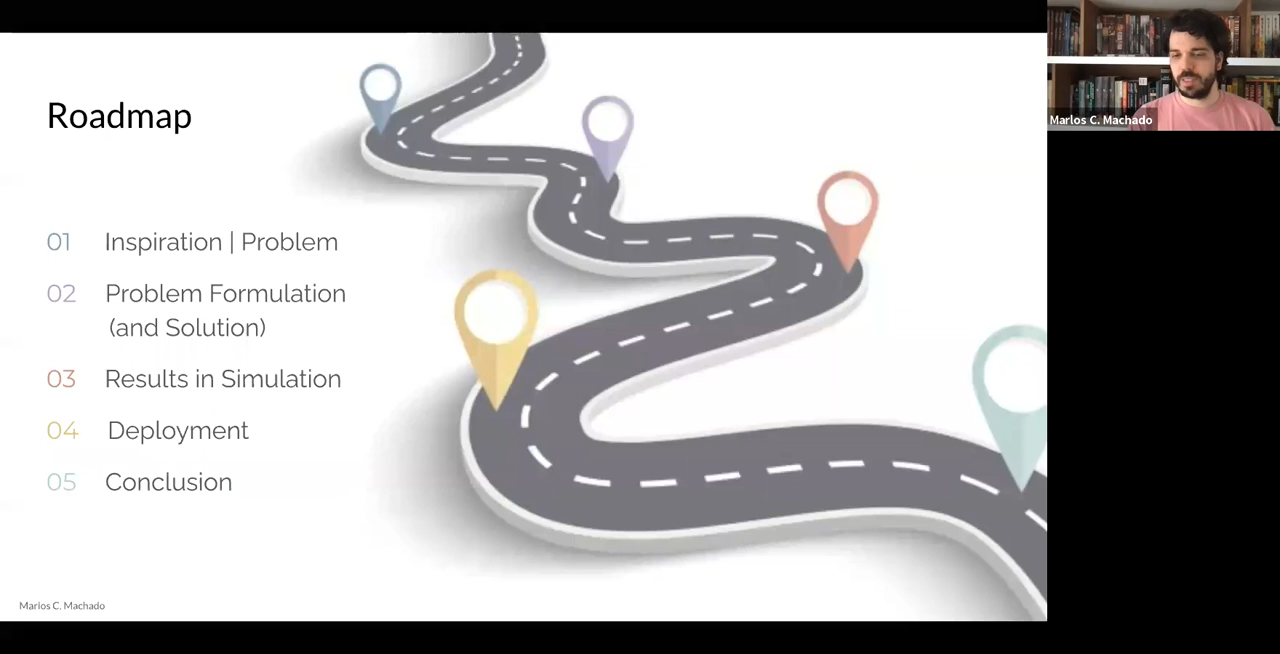 Roadmap
01 Inspiration | Problem
02 Problem Formulation
(and Solution)
03 Results in Simulation
04 Deployment
05 Conclusion
Marlos C. Machado
Marlos C. Machado